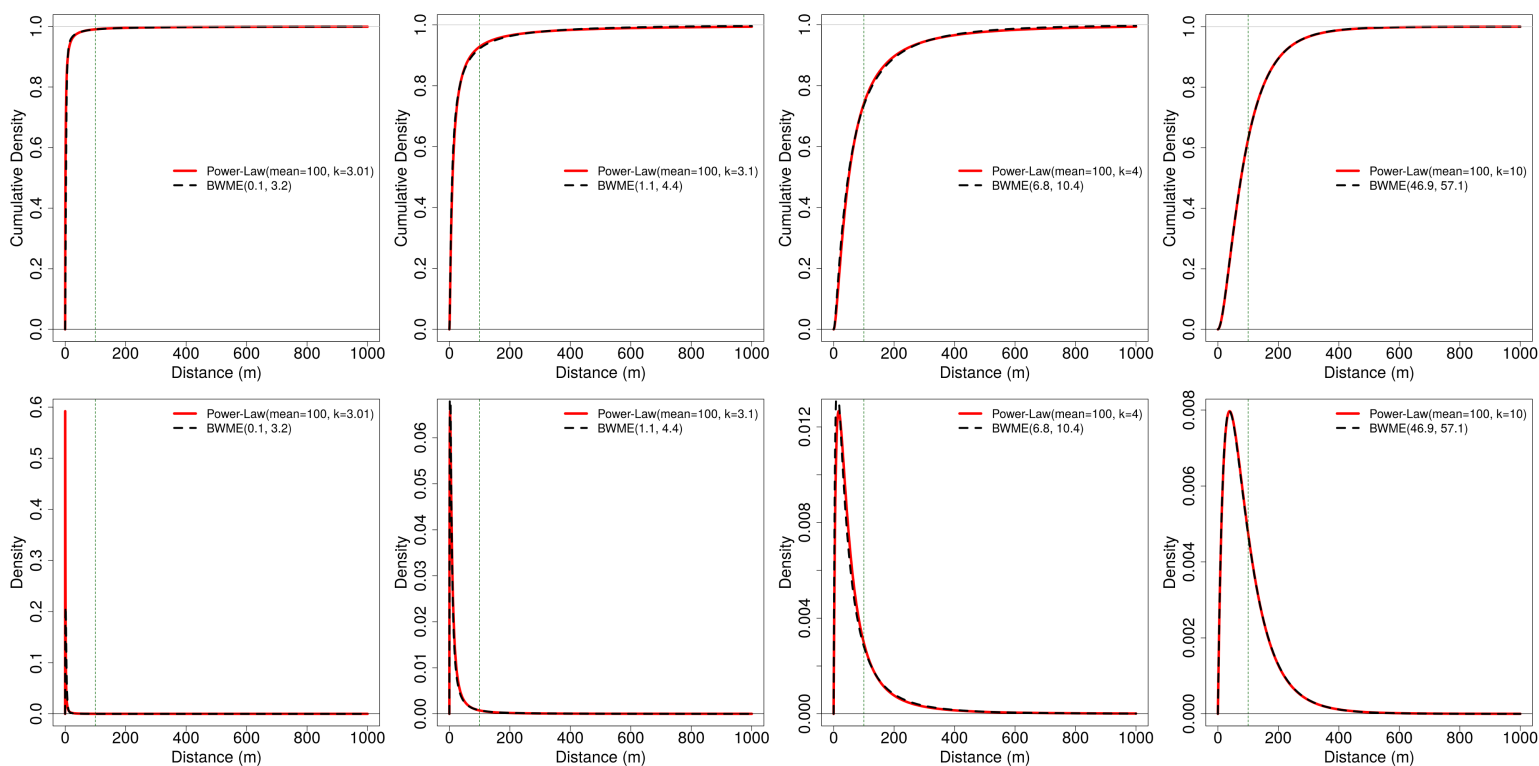 Cumulative Density
0.0
0.2
0.4
0.6
0.8
1.0
0 200 400 600 800 1000
Distance (m)
Power-Law(mean=100, k=3.01)
BWME(0.1, 3.2)
Cumulative Density
0.0
0.2
0.4
0.6
0.8
1.0
0 200 400 600 800 1000
Distance (m)
Power-Law(mean=100, k=3.1)
BWME(1.1, 4.4)
Cumulative Density
0.0
0.2
0.4
0.6
0.8
1.0
0 200 400 600 800 1000
Distance (m)
Power-Law(mean=100, k=4)
BWME(6.8, 10.4)
Cumulative Density
0.0
0.2
0.4
0.6
0.8
1.0
0 200 400 600 800 1000
Distance (m)
Power-Law(mean=100, k=10)
BWME(46.9, 57.1)
Density
0.0
0.1
0.2
0.3
0.4
0.5
0.6
0 200 400 600 800 1000
Distance (m)
Power-Law(mean=100, k=3.01)
BWME(0.1, 3.2)
Density
0.00
0.01
0.02
0.03
0.04
0.05
0.06
0 200 400 600 800 1000
Distance (m)
Power-Law(mean=100, k=3.1)
BWME(1.1, 4.4)
Density
0.000
0.004
0.008
0.012
0 200 400 600 800 1000
Distance (m)
Power-Law(mean=100, k=4)
BWME(6.8, 10.4)
Density
0.000
0.002
0.004
0.006
0.008
0 200 400 600 800 1000
Distance (m)
Power-Law(mean=100, k=10)
BWME(46.9, 57.1)